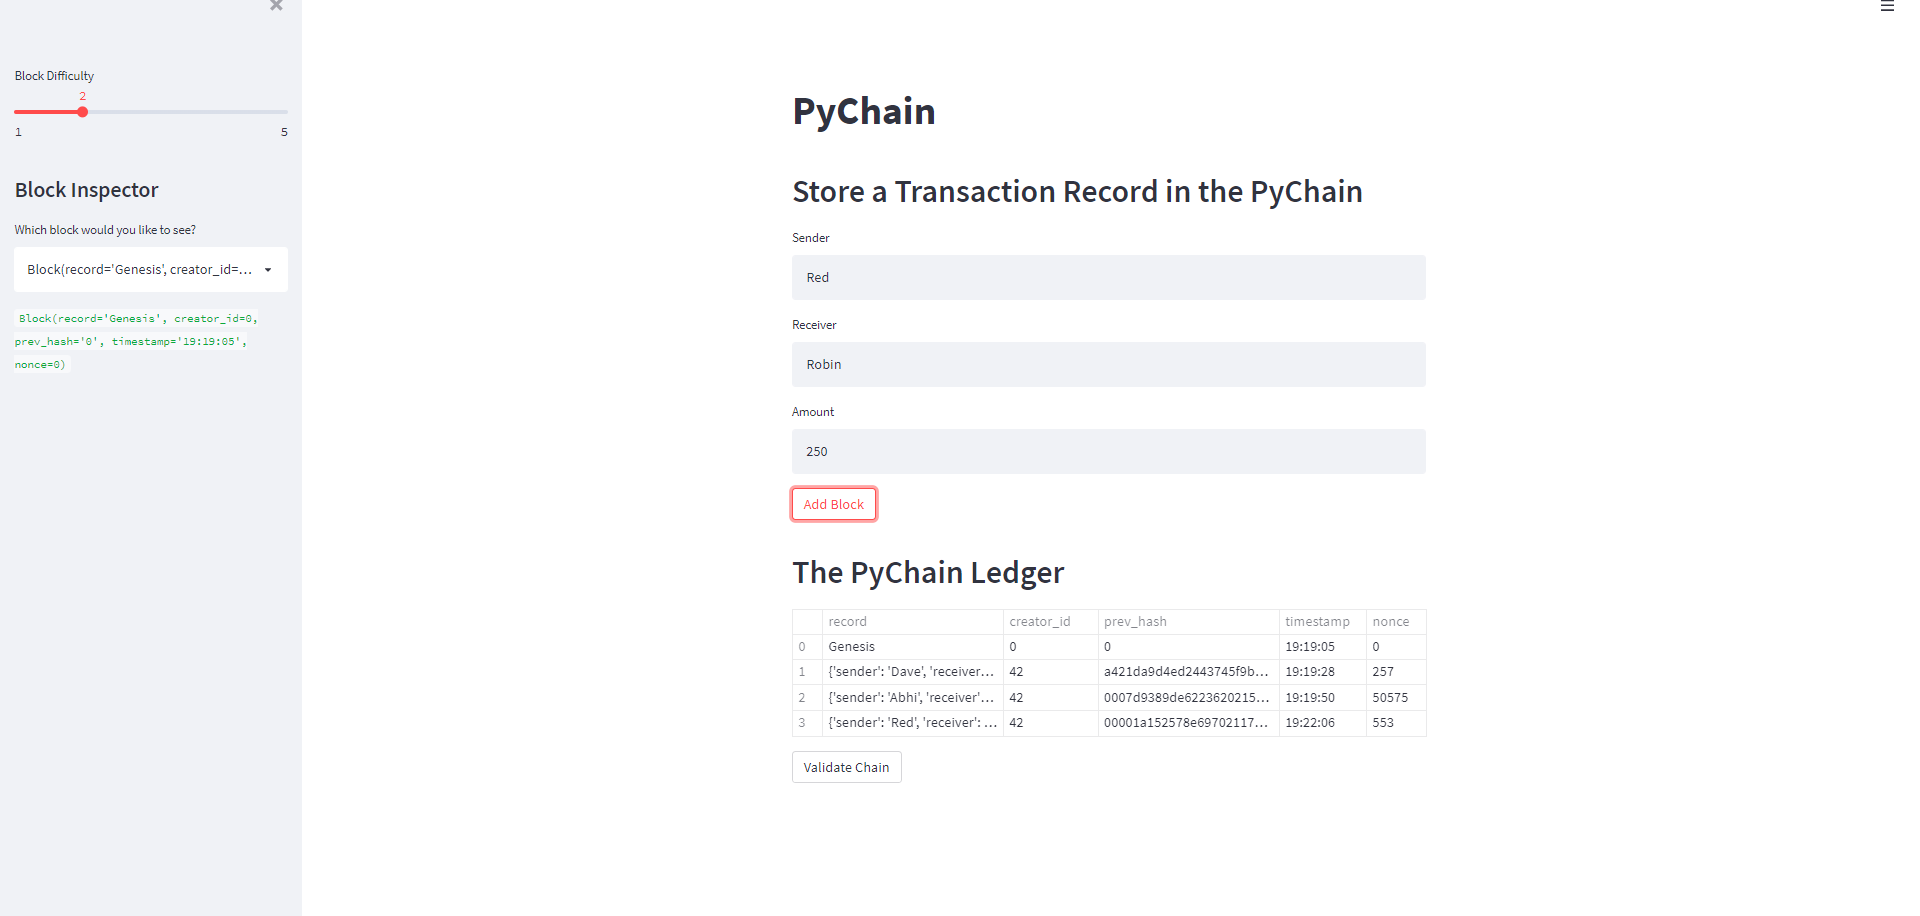 Block Difficulty
2
1 5
Block Inspector
Which block would you like to see?
Block(record='Genesis', creator_id=...
Block(record='Genesis', creator_id=0,
prev_hash='0', timestamp='19:19:05',
nonce=0)
PyChain
Store a Transaction Record in the PyChain
Sender
Red
Receiver
Robin
Amount
250
Add Block
The PyChain Ledger
record creator_id prev_hash timestamp nonce
0 Genesis 0 0 19:19:05 0
1 {'sender': 'Dave', 'receiver... 42 a421da9d4ed2443745f9b... 19:19:28 257
2 {'sender': 'Abhi', 'receiver'... 42 0007d9389de6223620215... 19:19:50 50575
3 {'sender': 'Red', 'receiver': ... 42 00001a152578e69702117... 19:22:06 553
Validate Chain